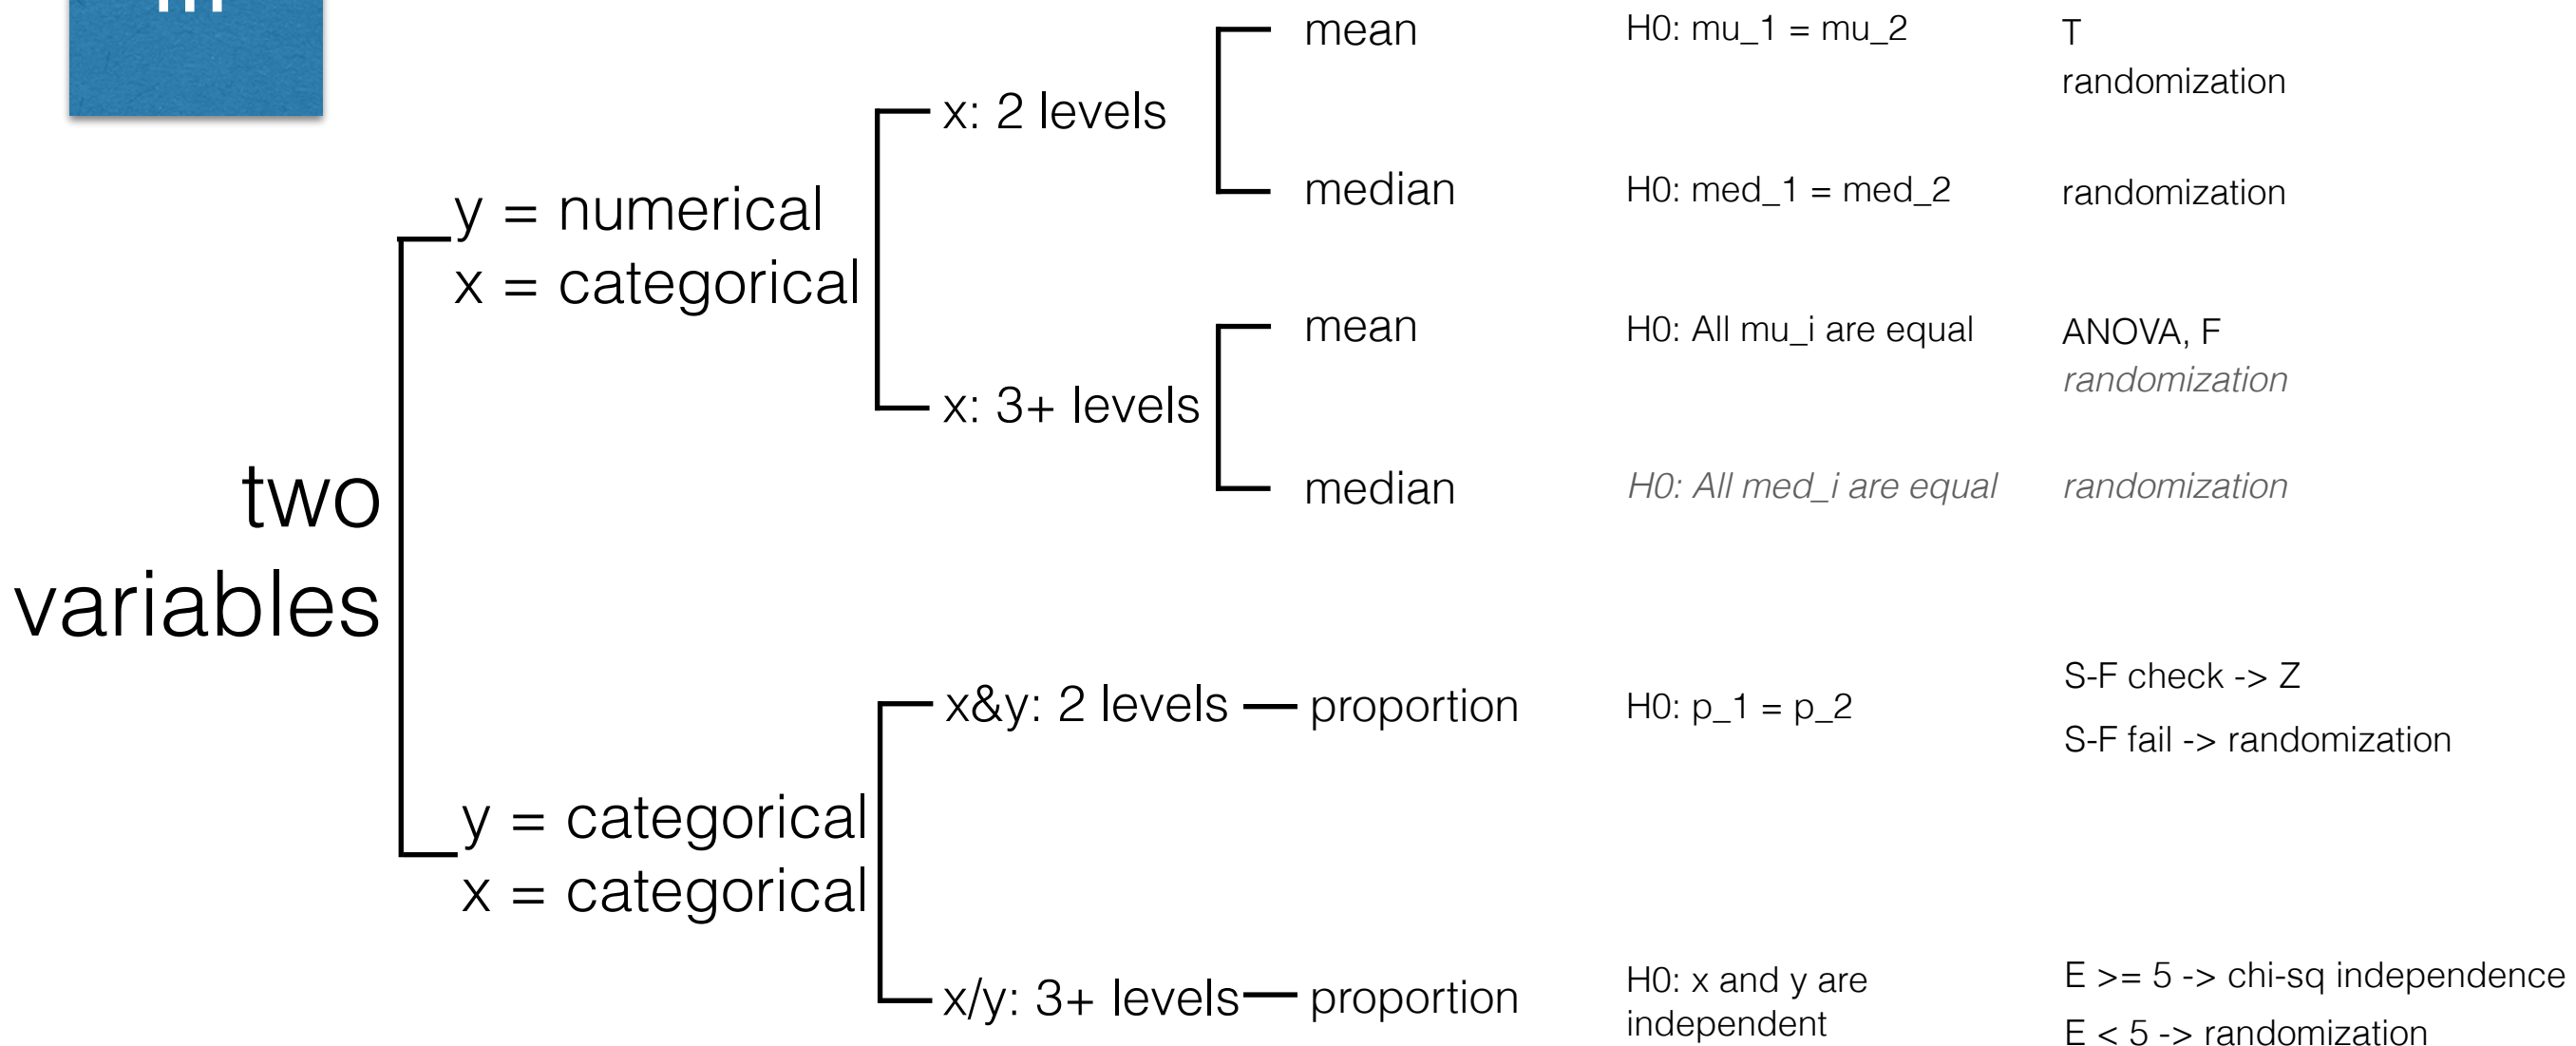 two
variables
y = numerical
x = categorical
x: 2 levels
mean
H0: mu_1 = mu_2
T
randomization
median
H0: med_1 = med_2
randomization
x: 3+ levels
mean
H0: All mu_i are equal
ANOVA, F
randomization
median
H0: All med_i are equal
randomization
y = categorical
x = categorical
x&y: 2 levels
proportion
H0: p_1 = p_2
S-F check -> Z
S-F fail -> randomization
x/y: 3+ levels
proportion
H0: x and y are
independent
E >= 5 -> chi-sq independence
E < 5 -> randomization